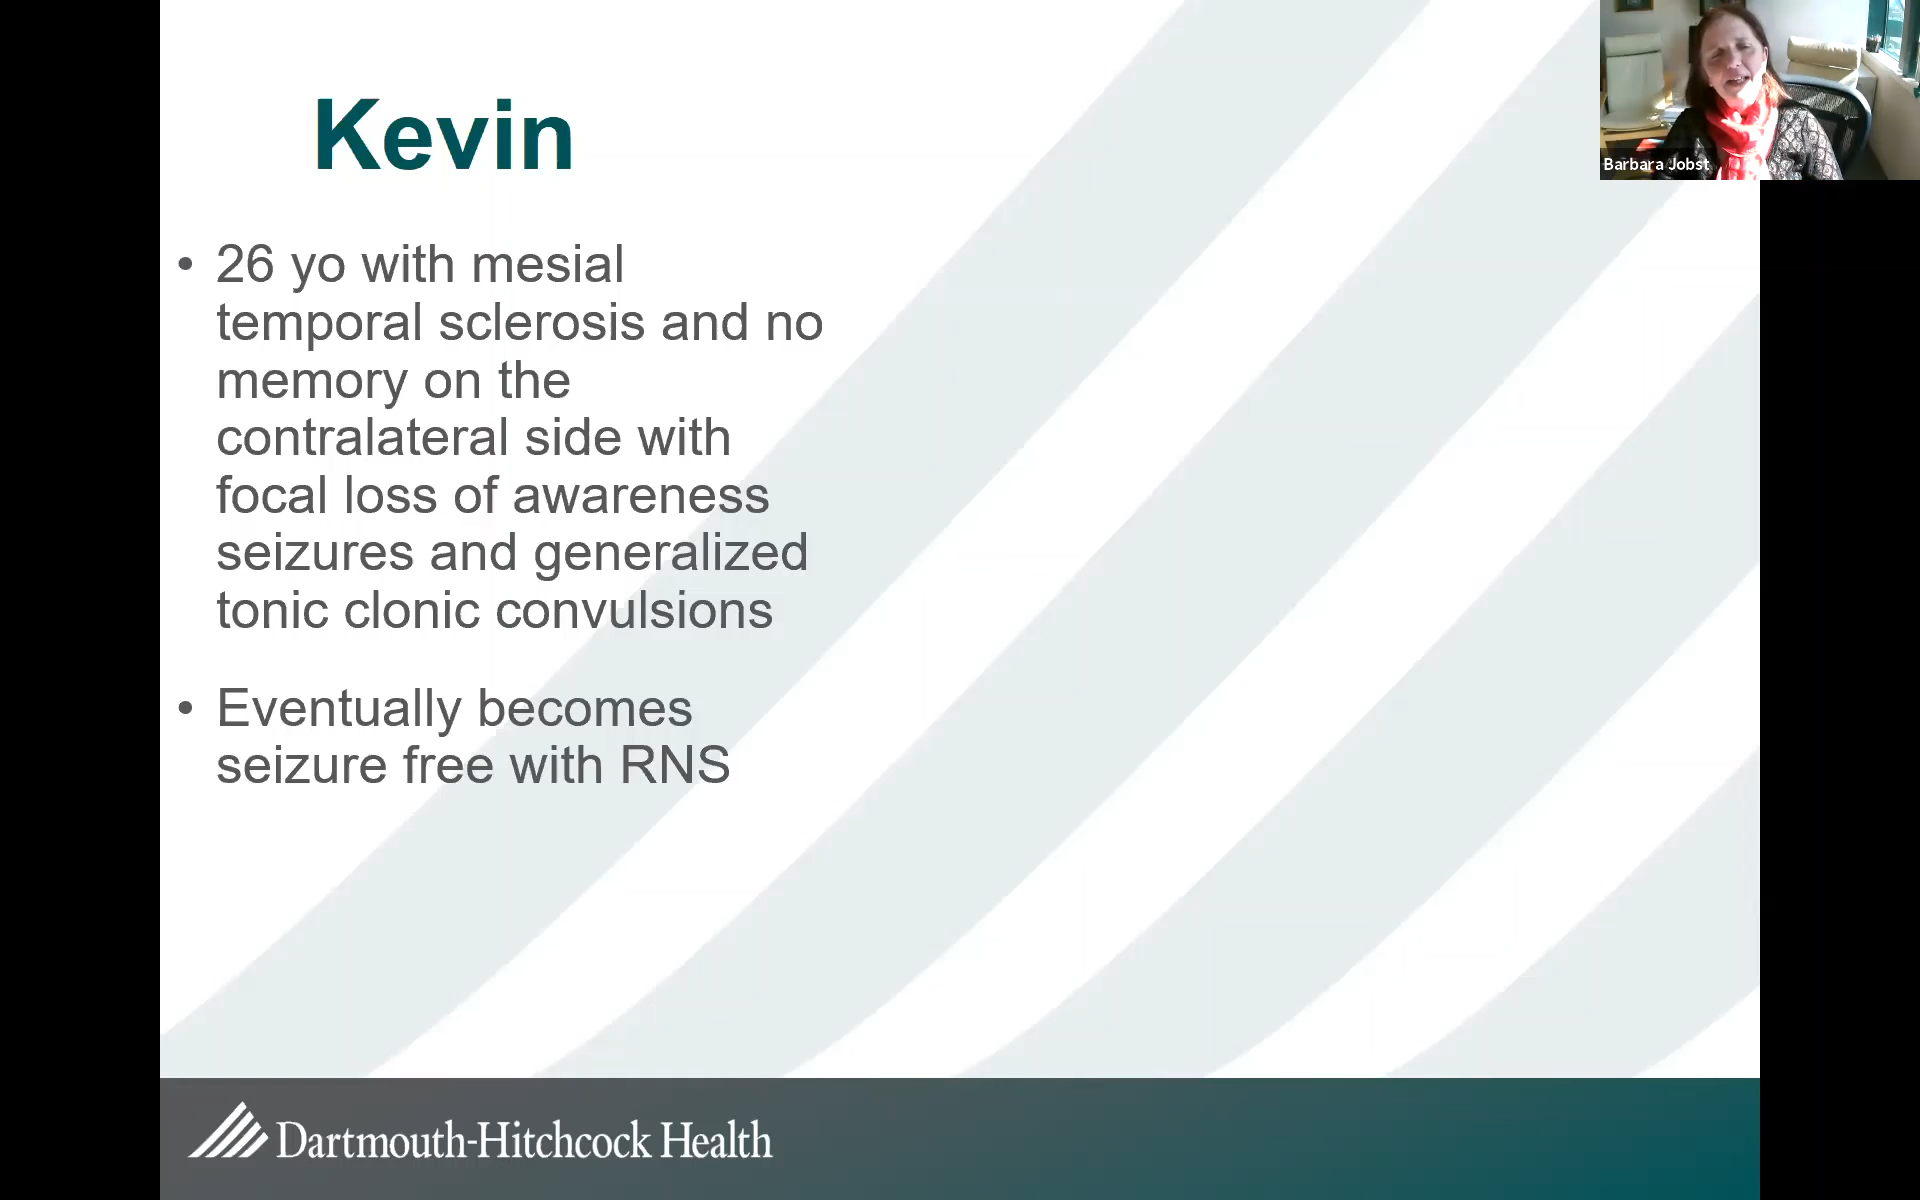 Kevin
Barbara Jobst
• 26 yo with mesial
temporal sclerosis and no
memory on the
contralateral side with
focal loss of awareness
seizures and generalized
tonic clonic convulsions
• Eventually becomes
seizure free with RNS
Dartmouth-Hitchcock Health